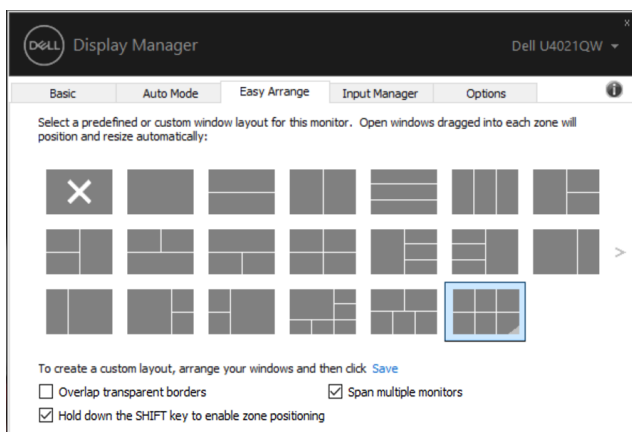 x
DELL Display Manager Dell U4021QW
Basic Auto Mode Easy Arrange Input Manager Options i
Select a predefined or custom window layout for this monitor. Open windows dragged into each zone will
position and resize automatically:
>
To create a custom layout, arrange your windows and then click Save
Overlap transparent borders Span multiple monitors
Hold down the SHIFT key to enable zone positioning